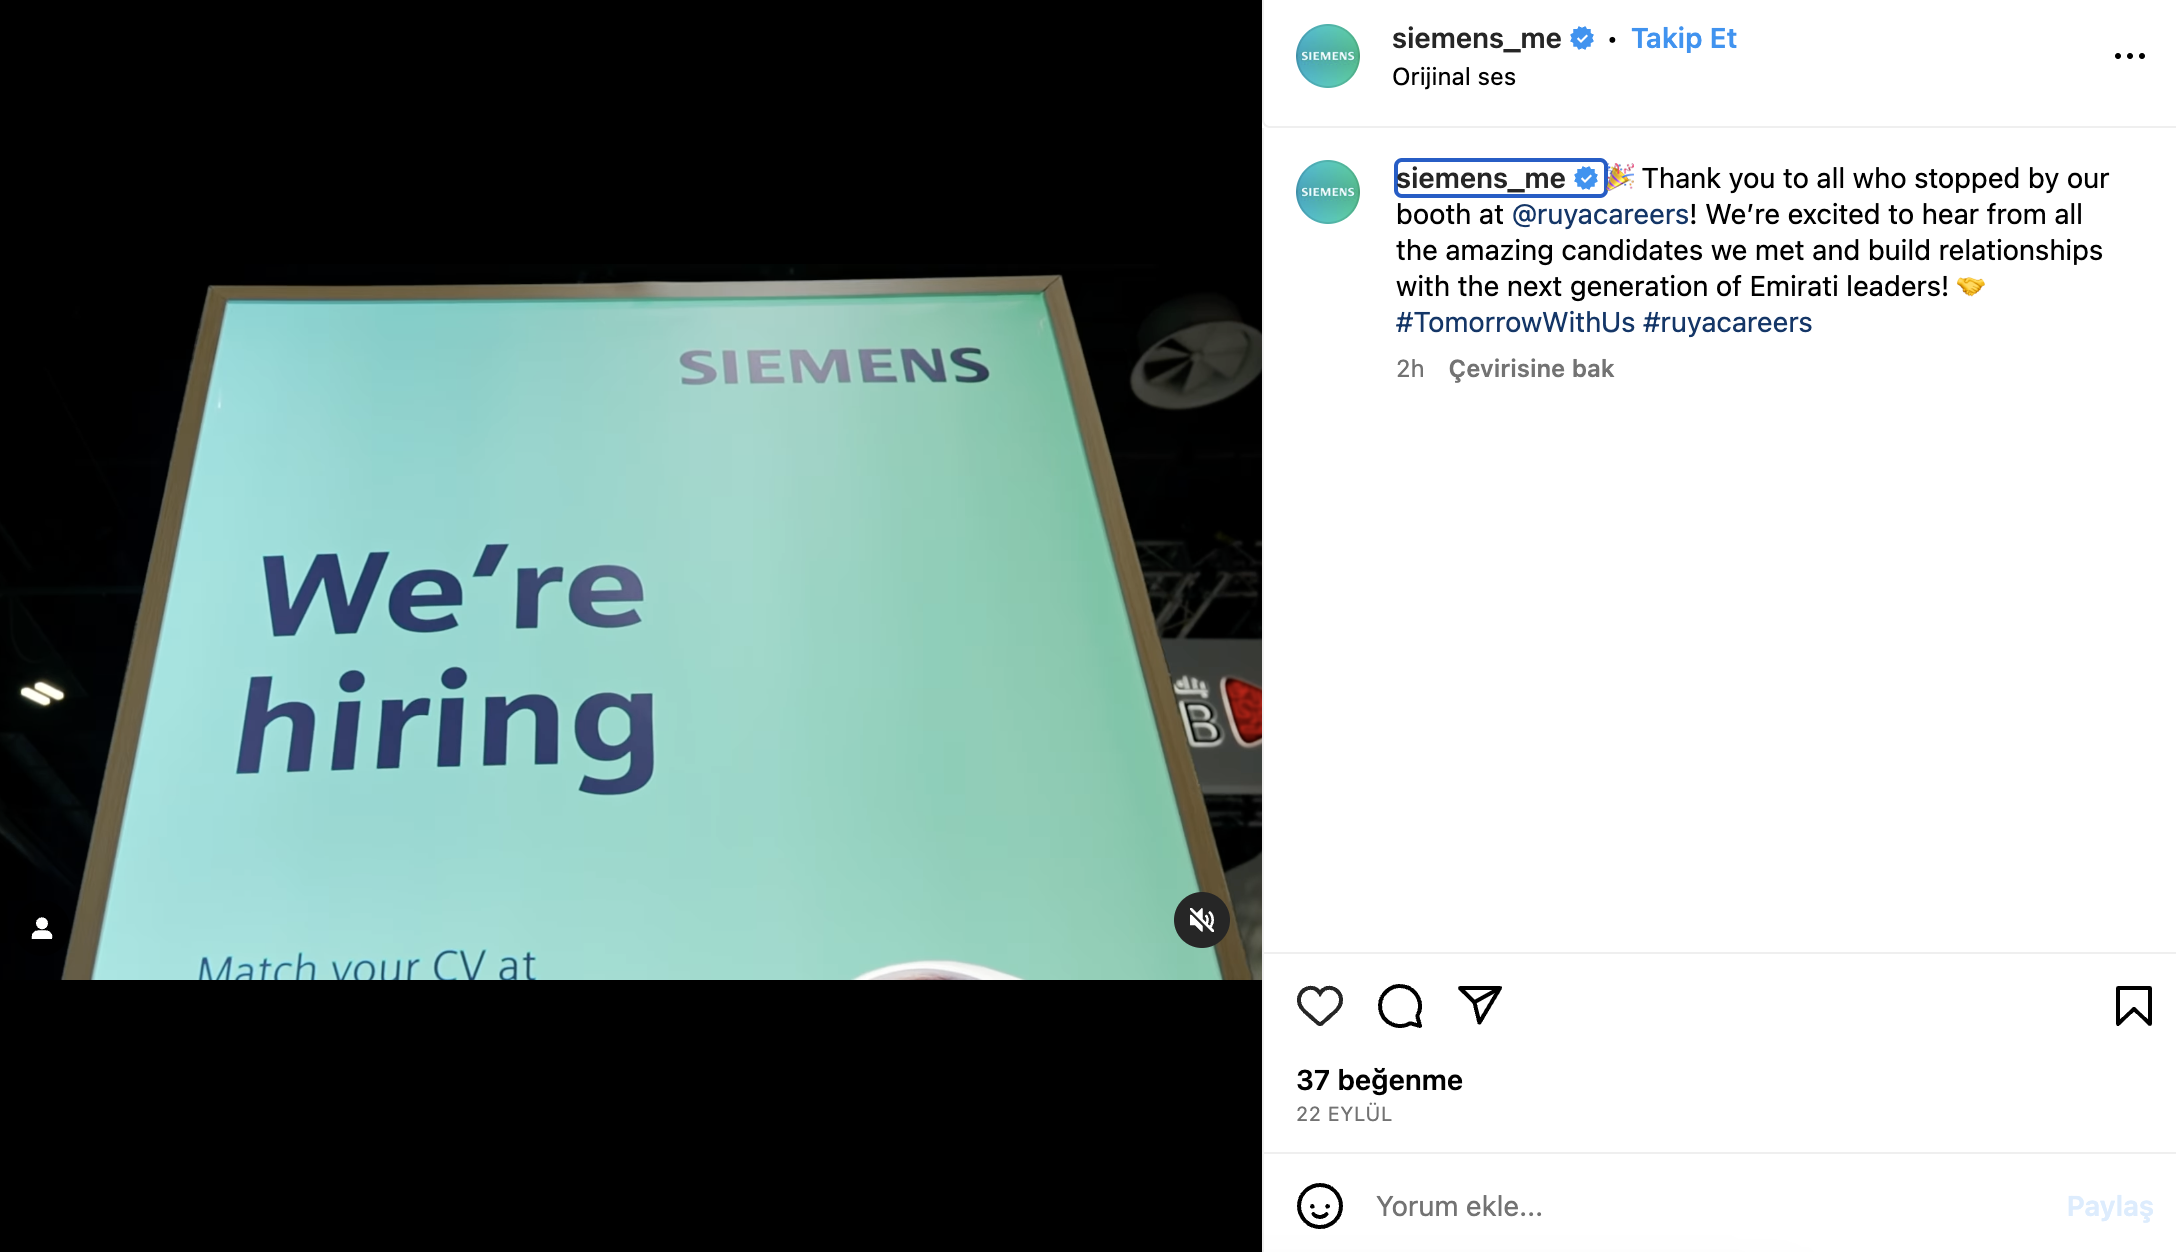 SIEMENS
We’re
hiring
Match your CV at
B
SIEMENS
siemens_me • Takip Et
Orijinal ses
SIEMENS
siemens_me 🎉 Thank you to all who stopped by our
booth at @ruyacareers! We’re excited to hear from all
the amazing candidates we met and build relationships
with the next generation of Emirati leaders! 🤝
#TomorrowWithUs #ruyacareers
2h Çevirisine bak
37 beğenme
22 EYLÜL
Yorum ekle...
Paylaş